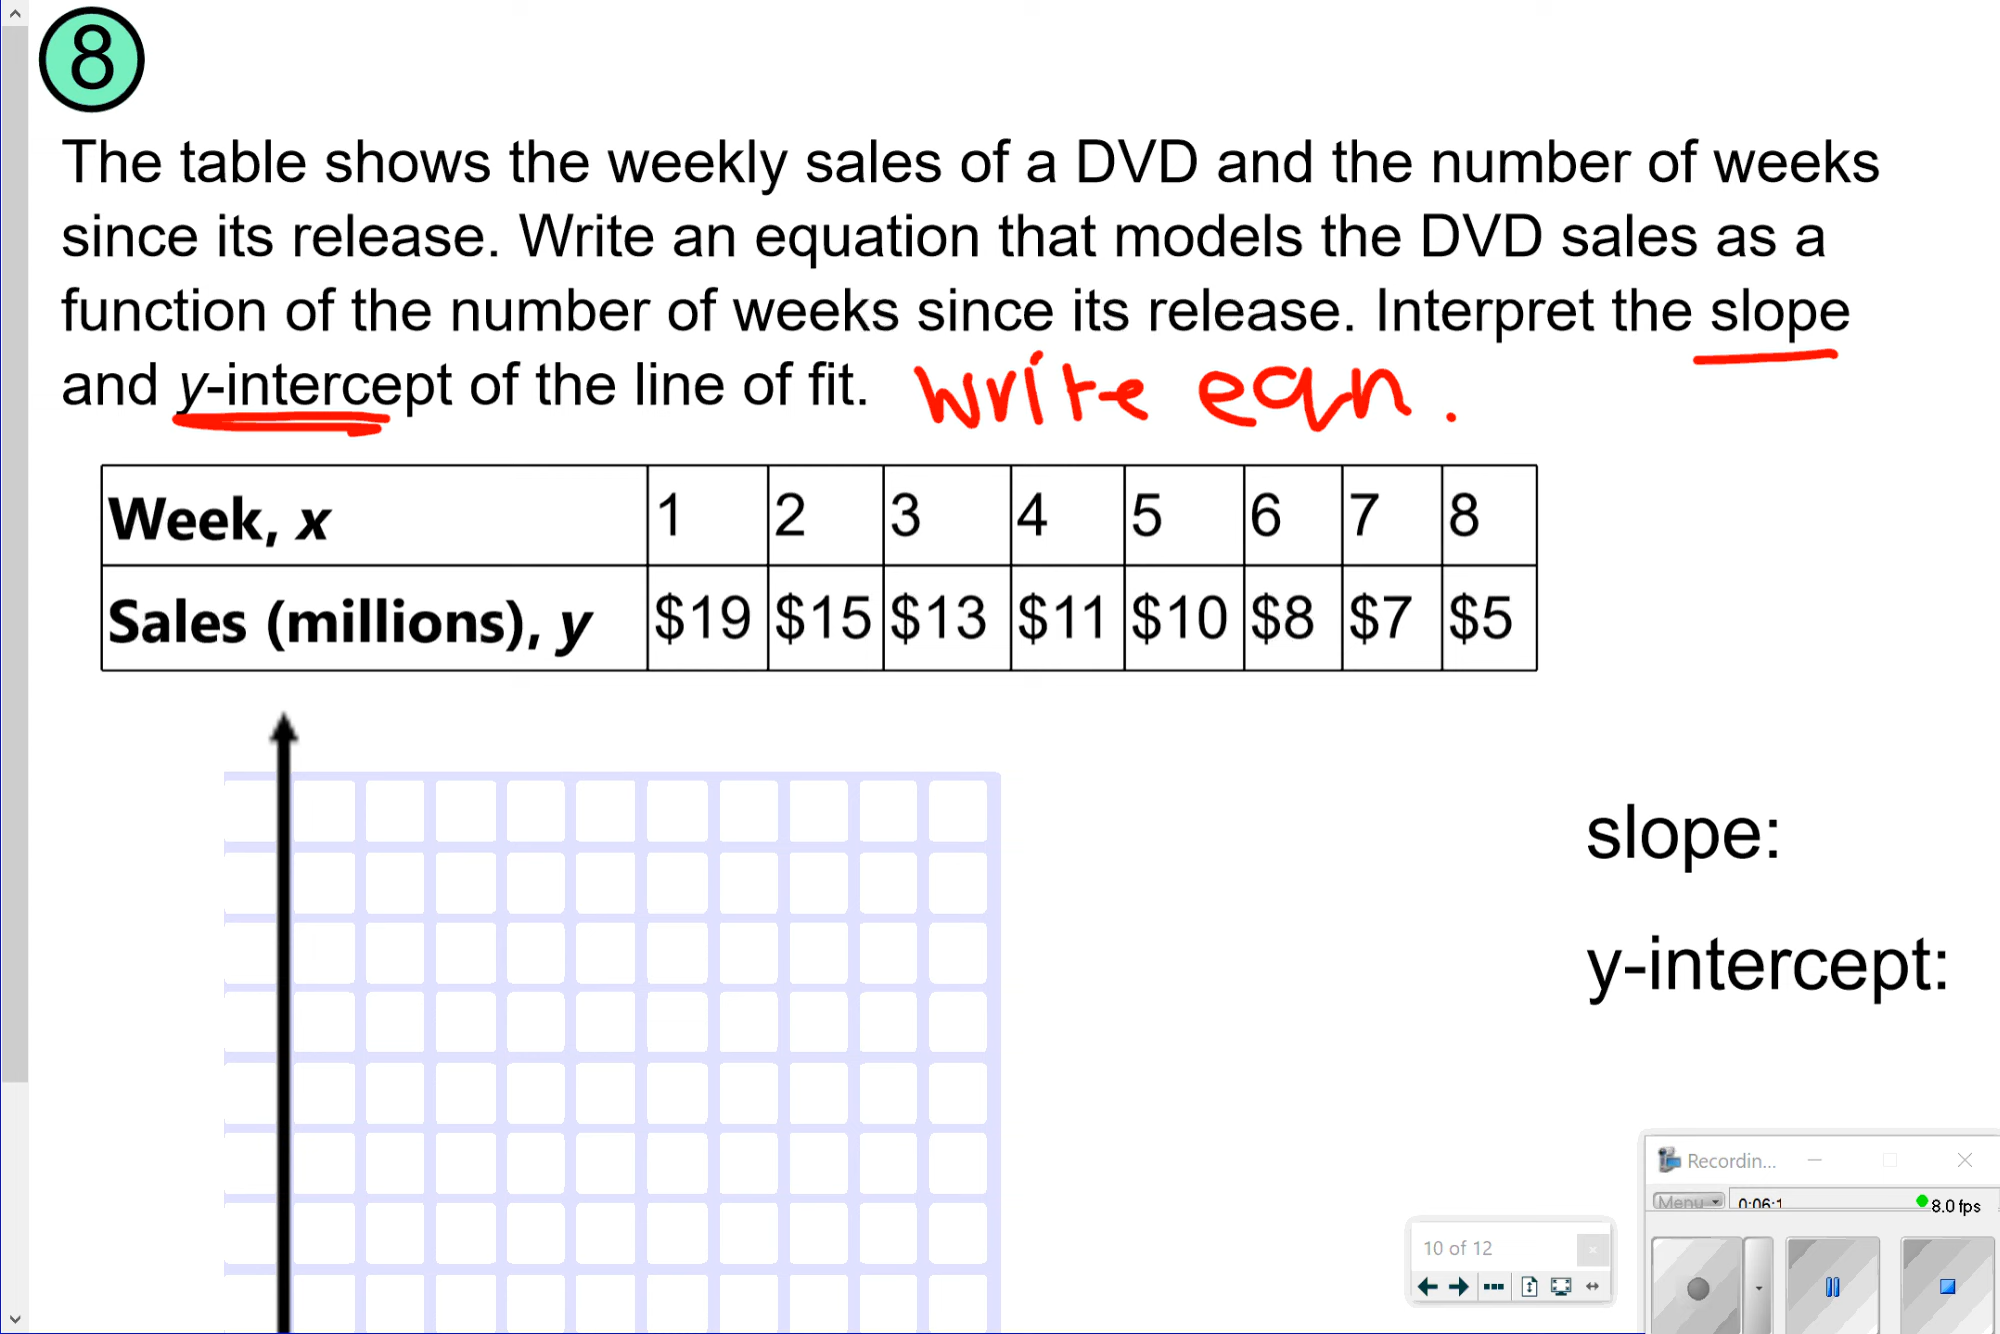 8
The table shows the weekly sales of a DVD and the number of weeks
since its release. Write an equation that models the DVD sales as a
function of the number of weeks since its release. Interpret the slope
and y-intercept of the line of fit. write eqn.
Week, x 1 2 3 4 5 6 7 8
Sales (millions), y $19 $15 $13 $11 $10 $8 $7 $5
slope:
y-intercept:
Recordin...
Menu 0:06:1 8.0 fps
10 of 12